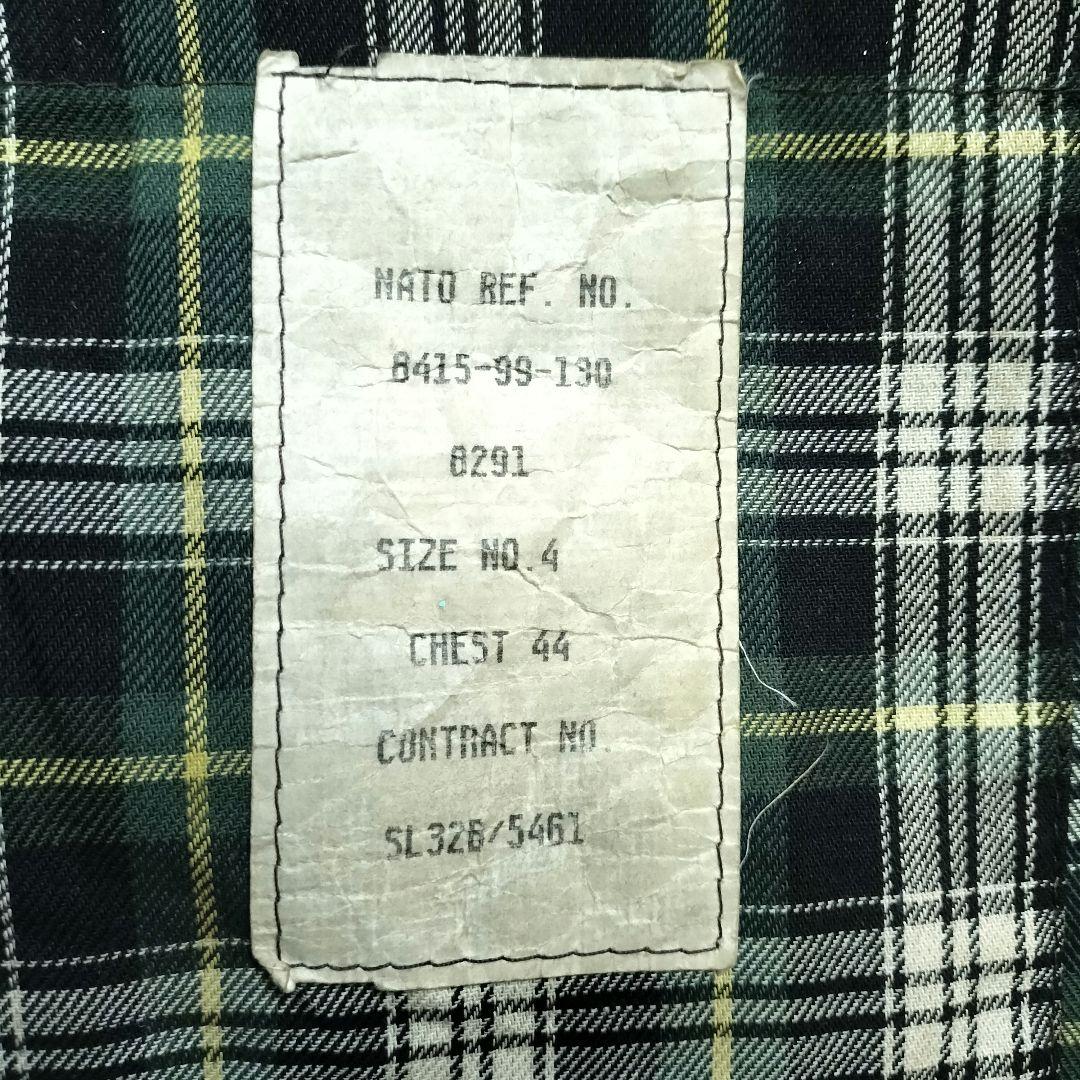 NATO REF. NO.
8415-99-130
8291
SIZE NO.4
CHEST 44
CONTRACT NO.
SL32B/5461